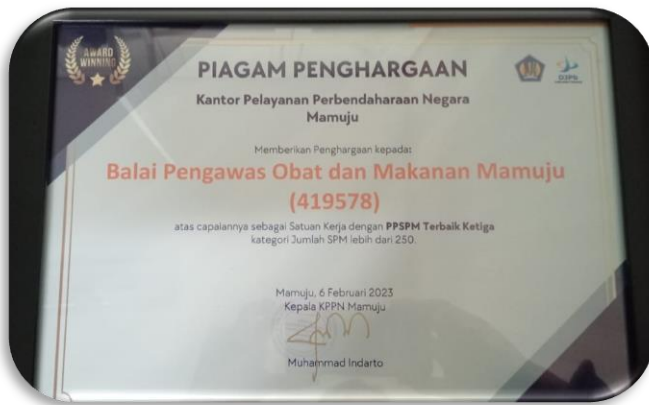 AWARD
WINNING
PIAGAM PENGHARGAAN
DJPb
Kantor Pelayanan Perbendaharaan Negara
Mamuju
Memberikan Penghargaan kepada:
Balai Pengawas Obat dan Makanan Mamuju
(419578)
atas capaiannya sebagai Satuan Kerja dengan PPSPM Terbaik Ketiga
kategori Jumlah SPM lebih dari 250.
Mamuju, 6 Februari 2023
Kepala KPPN Mamuju
Muhammad Indarto